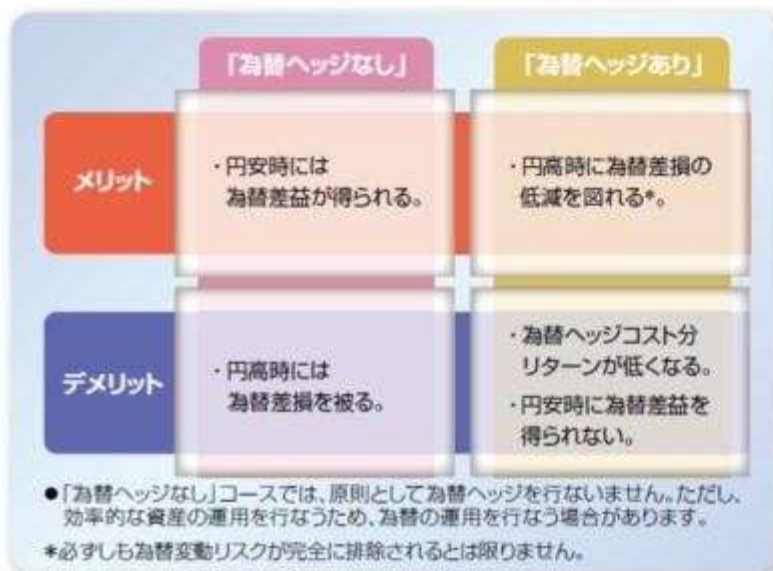 「為替ヘッジなし」
「為替ヘッジあり」
メリット
・円安時には
為替差益が得られる。
・円高時に為替差損の
低減を図れる*。
デメリット
・円高時には
為替差損を被る。
・為替ヘッジコスト分
リターンが低くなる。
・円安時に為替差益を
得られない。
●「為替ヘッジなし」コースでは、原則として為替ヘッジを行ないません。ただし、
効率的な資産の運用を行なうため、為替の運用を行なう場合があります。
*必ずしも為替変動リスクが完全に排除されるとは限りません。